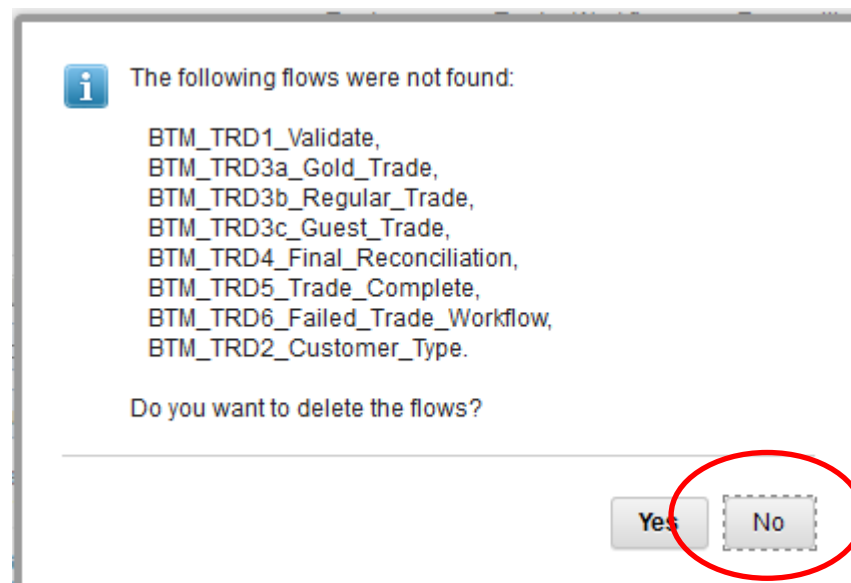 The following flows were not found:
BTM_TRD1_Validate,
BTM_TRD3a_Gold_Trade,
BTM_TRD3b_Regular_Trade,
BTM_TRD3c_Guest_Trade,
BTM_TRD4_Final_Reconciliation,
BTM_TRD5_Trade_Complete,
BTM_TRD6_Failed_Trade_Workflow,
BTM_TRD2_Customer_Type.
Do you want to delete the flows?
Yes No